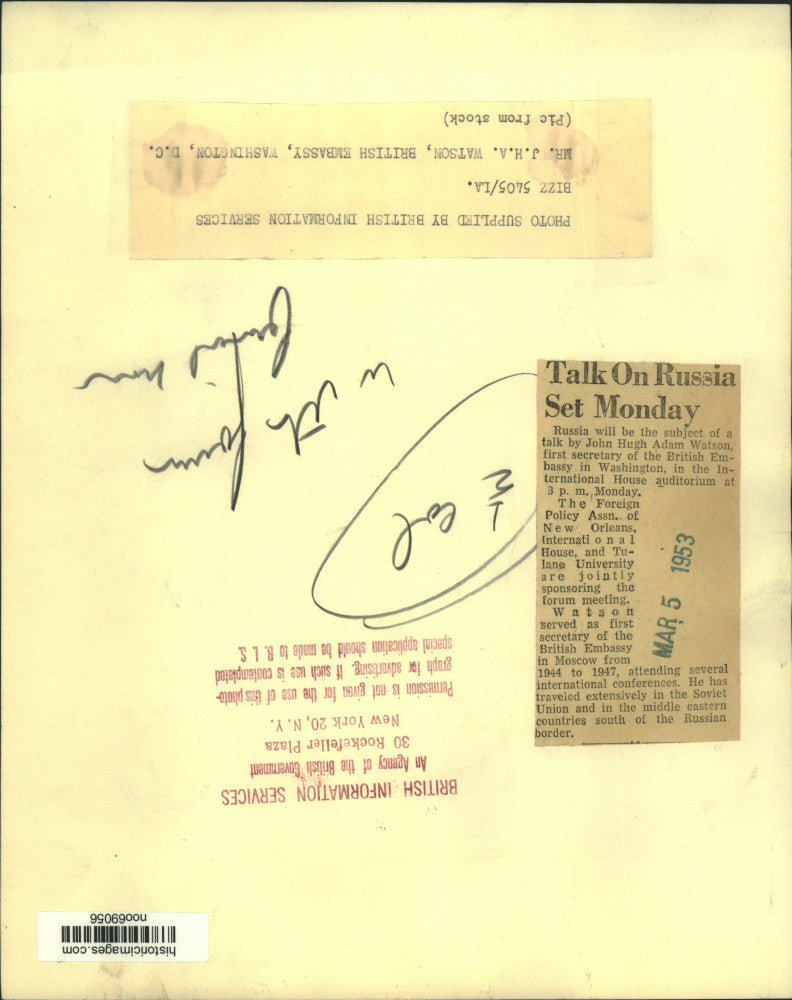 PHOTO SUPPLIED BY BRITISH INFORMATION SERVICES
BIZZ 5405/LA.
MR. J.H.A. WATSON, BRITISH EMBASSY, WASHINGTON, D.C.
(Pic from stock)
Talk On Russia
Set Monday
Russia will be the subject of a
talk by John Hugh Adam Watson,
first secretary of the British Em-
bassy in Washington, in the In-
ternational House auditorium at
8 p. m. Monday.
The Foreign
Policy Assn. of
New Orleans,
International
House, and Tu-
lane University
are jointly
sponsoring the
forum meeting.
Watson
served as first
secretary of the
British Embassy
in Moscow from
1944 to 1947, attending several
international conferences. He has
traveled extensively in the Soviet
Union and in the middle eastern
countries south of the Russian
border.
MAR 5 1953
½ col
BRITISH INFORMATION SERVICES
An Agency of the British Government
30 Rockefeller Plaza
New York 20, N. Y.
Permission is not given for the use of this photo-
graph for advertising. If such use is contemplated
special application should be made to B. I. S.
historicimages.com
noo69056